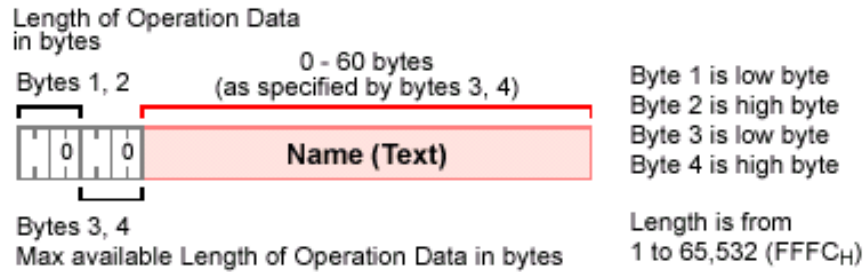 Length of Operation Data
in bytes
Bytes 1, 2
0 - 60 bytes
(as specified by bytes 3, 4)
0 0
Name (Text)
Bytes 3, 4
Max available Length of Operation Data in bytes
Byte 1 is low byte
Byte 2 is high byte
Byte 3 is low byte
Byte 4 is high byte
Length is from
1 to 65,532 (FFFCH)